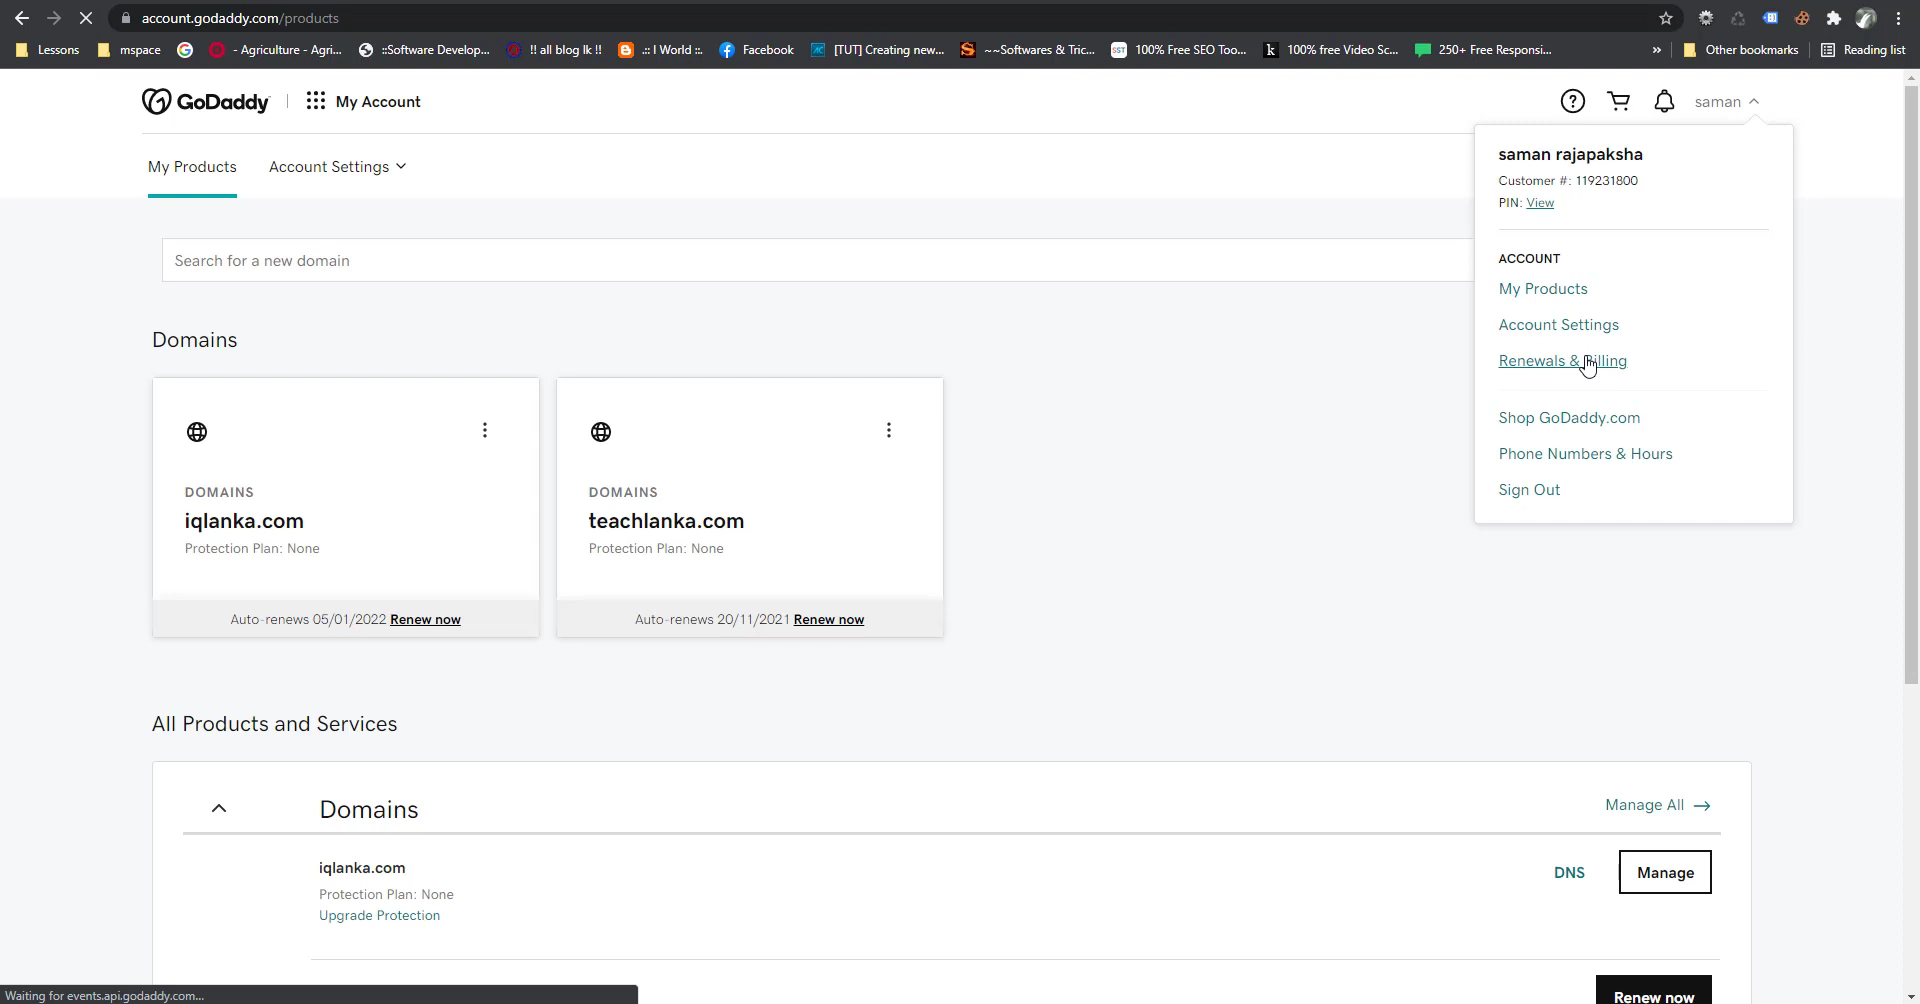 account.godaddy.com/products
Lessons
mspace
- Agriculture - Agri...
::Software Develop...
!! all blog lk !!
.:: I World ::.
Facebook
[TUT] Creating new...
~~Softwares & Tric...
100% Free SEO Too...
100% free Video Sc...
250+ Free Responsi...
»
Other bookmarks
Reading list
GoDaddy
My Account
saman
My Products
Account Settings
saman rajapaksha
Customer #: 119231800
PIN: View
ACCOUNT
My Products
Account Settings
Renewals & Billing
Shop GoDaddy.com
Phone Numbers & Hours
Sign Out
Search for a new domain
Domains
DOMAINS
iqlanka.com
Protection Plan: None
Auto-renews 05/01/2022 Renew now
DOMAINS
teachlanka.com
Protection Plan: None
Auto-renews 20/11/2021 Renew now
All Products and Services
Domains
Manage All →
iqlanka.com
Protection Plan: None
Upgrade Protection
DNS
Manage
Renew now
Waiting for events.api.godaddy.com...